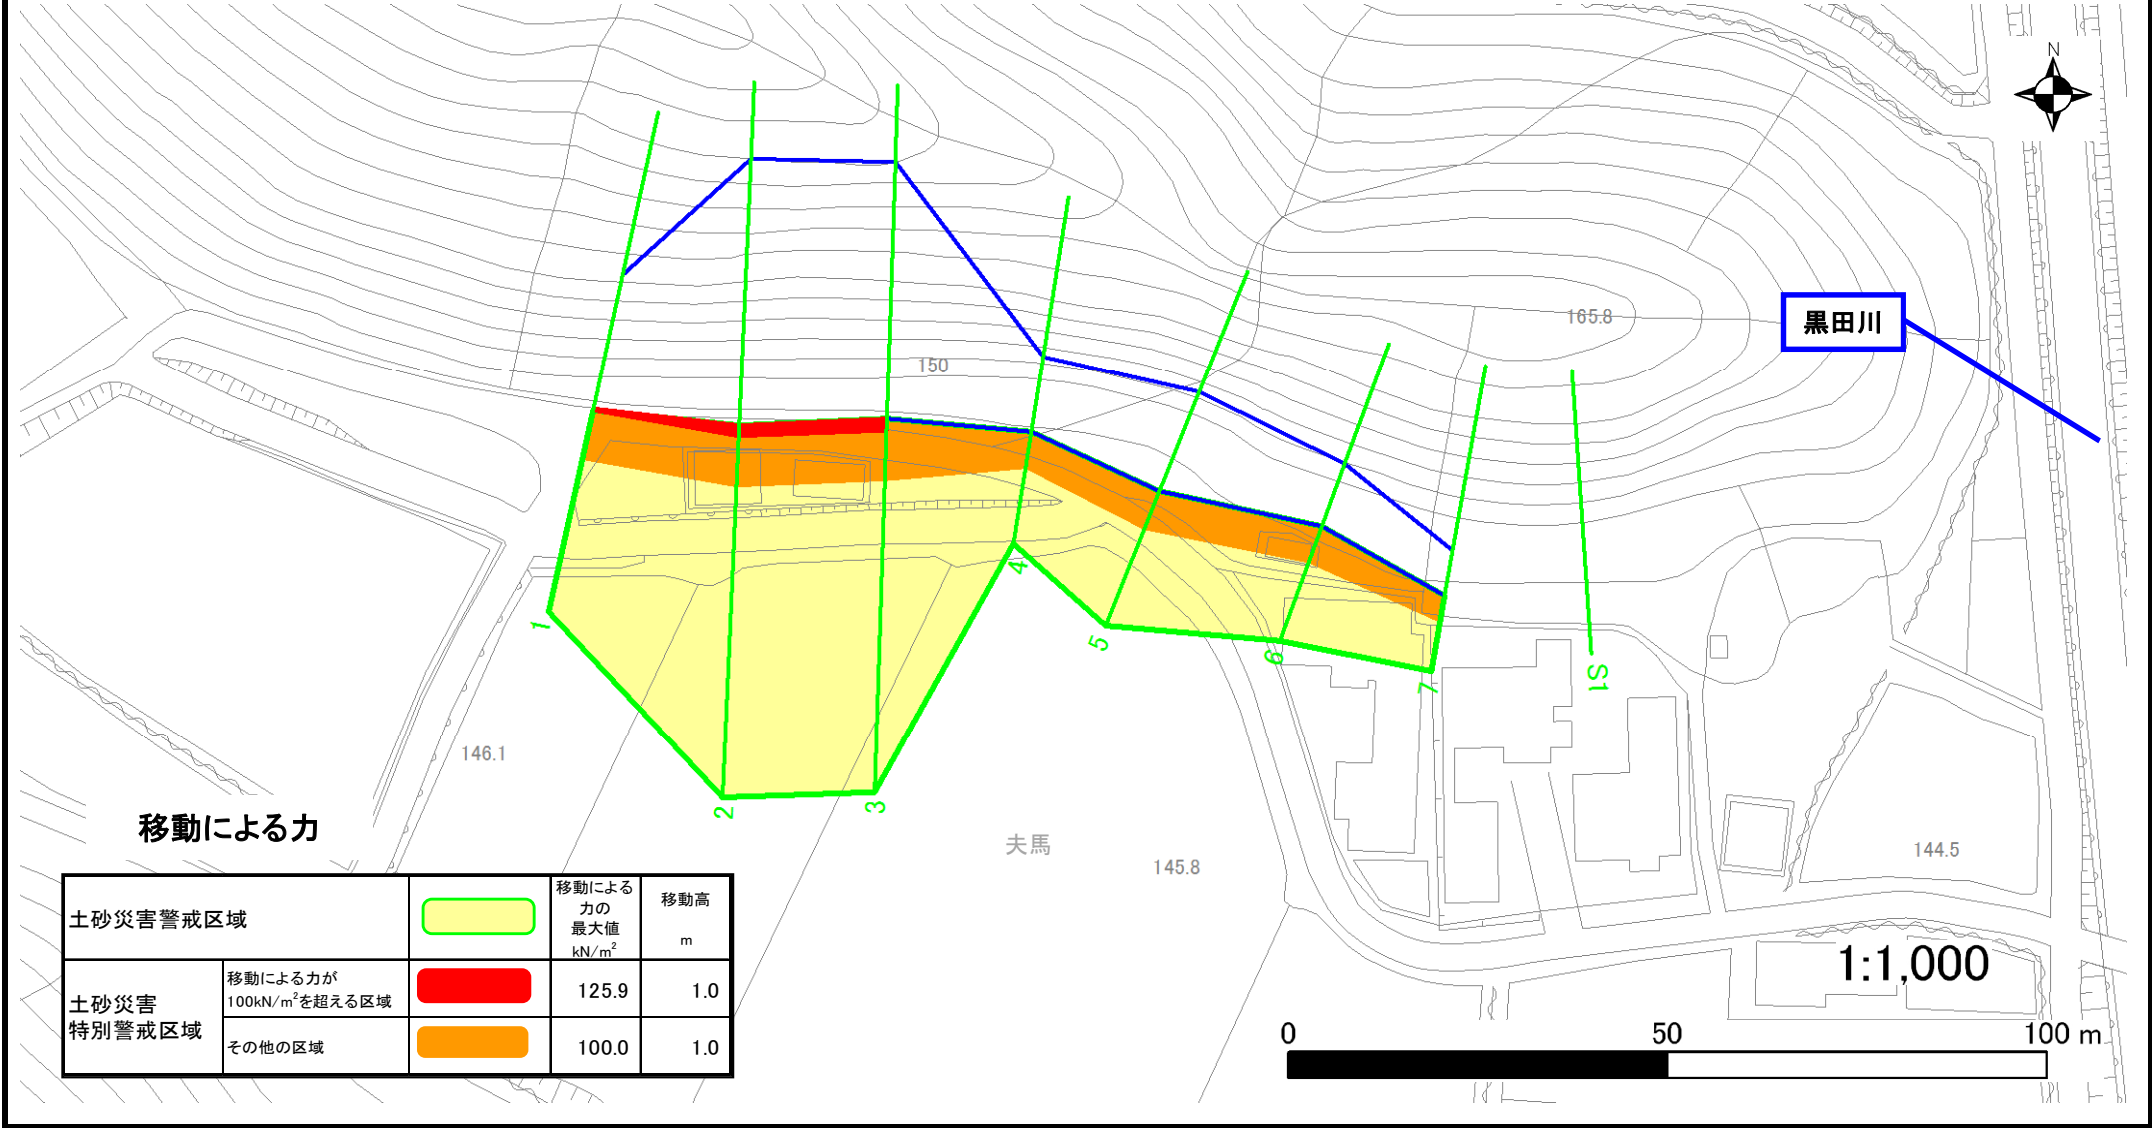 N
165.8
黒田川
150
1
2
3
4
5
6
7
S1
146.1
夫馬
145.8
144.5
移動による力
土砂災害警戒区域
移動による
力の
最大値
kN/m²
移動高
m
土砂災害
特別警戒区域
移動による力が
100kN/m²を超える区域
125.9
1.0
その他の区域
100.0
1.0
1:1,000
0 50 100 m